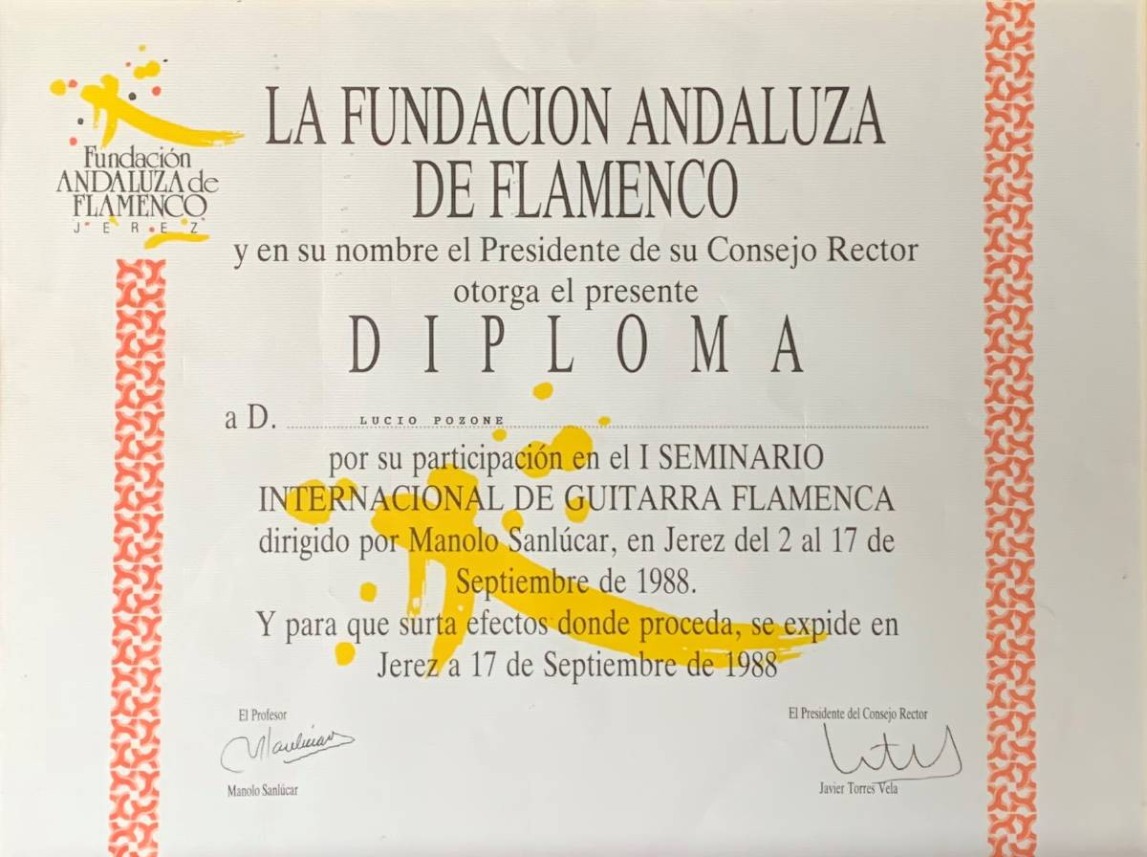 Fundación
ANDALUZA de
FLAMENCO
JEREZ
LA FUNDACION ANDALUZA
DE FLAMENCO
y en su nombre el Presidente de su Consejo Rector
otorga el presente
DIPLOMA
a D. LUCIO POZONE
por su participación en el I SEMINARIO
INTERNACIONAL DE GUITARRA FLAMENCA
dirigido por Manolo Sanlúcar, en Jerez del 2 al 17 de
Septiembre de 1988.
Y para que surta efectos donde proceda, se expide en
Jerez a 17 de Septiembre de 1988
El Profesor
Manolo Sanlúcar
El Presidente del Consejo Rector
Javier Torres Vela